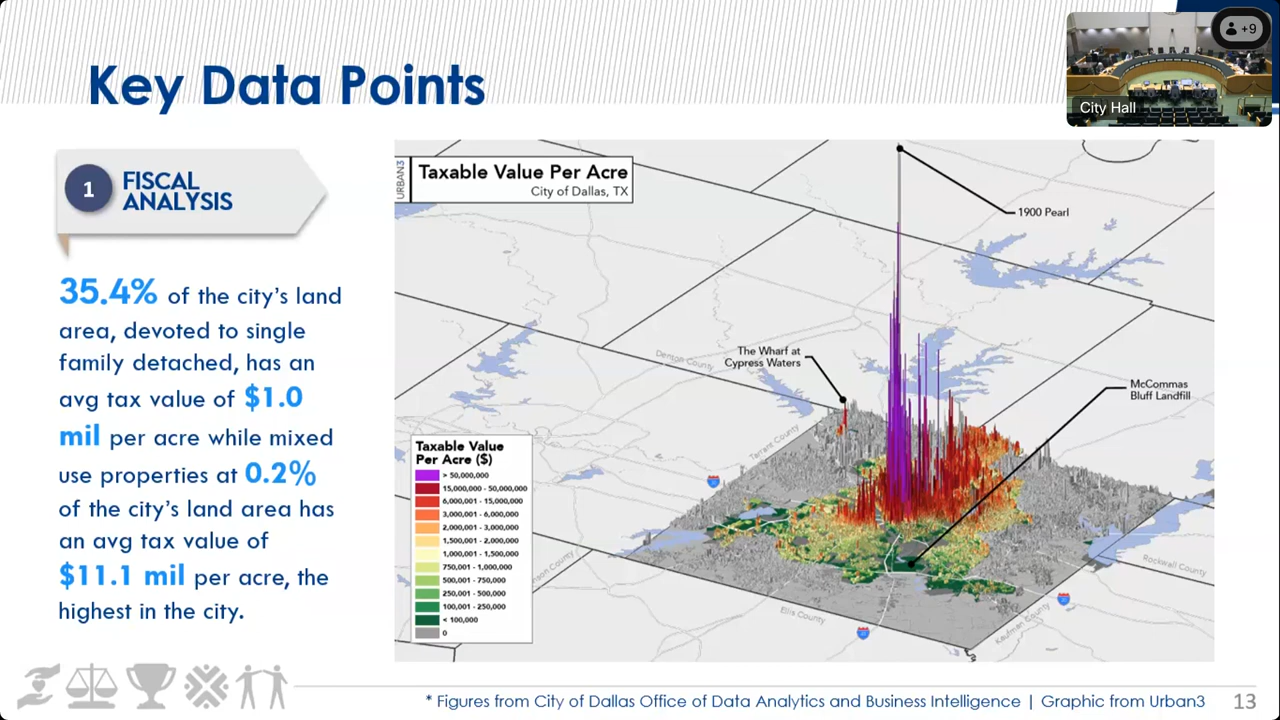 Key Data Points
+9
City Hall
1
FISCAL
ANALYSIS
35.4% of the city's land
area, devoted to single
family detached, has an
avg tax value of $1.0
mil per acre while mixed
use properties at 0.2%
of the city's land area has
an avg tax value of
$11.1 mil per acre, the
highest in the city.
URBAN3
Taxable Value Per Acre
City of Dallas, TX
1900 Pearl
The Wharf at
Cypress Waters
McCommas
Bluff Landfill
Denton County
Tarrant County
Rockwall County
Ellis County
Kaufman County
Taxable Value
Per Acre ($)
> 50,000,000
15,000,000 - 50,000,000
6,000,001 - 15,000,000
3,000,001 - 6,000,000
2,000,001 - 3,000,000
1,500,001 - 2,000,000
1,000,001 - 1,500,000
750,001 - 1,000,000
500,001 - 750,000
250,001 - 500,000
100,001 - 250,000
< 100,000
0
* Figures from City of Dallas Office of Data Analytics and Business Intelligence | Graphic from Urban3
13